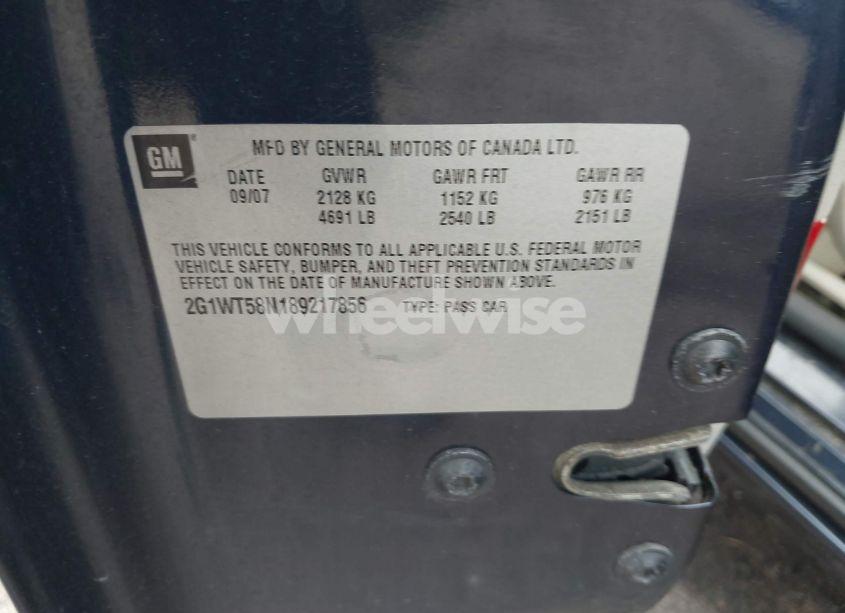 GM
MFD BY GENERAL MOTORS OF CANADA LTD.
DATE GVWR GAWR FRT GAWR RR
09/07 2128 KG 1152 KG 976 KG
4691 LB 2540 LB 2151 LB
THIS VEHICLE CONFORMS TO ALL APPLICABLE U.S. FEDERAL MOTOR
VEHICLE SAFETY, BUMPER, AND THEFT PREVENTION STANDARDS IN
EFFECT ON THE DATE OF MANUFACTURE SHOWN ABOVE.
2G1WT58N189217856 TYPE: PASS CAR
wheelwise